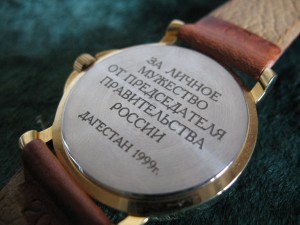 ЗА ЛИЧНОЕ
МУЖЕСТВО
ОТ ПРЕДСЕДАТЕЛЯ
ПРАВИТЕЛЬСТВА
РОССИИ
ДАГЕСТАН 1999г.